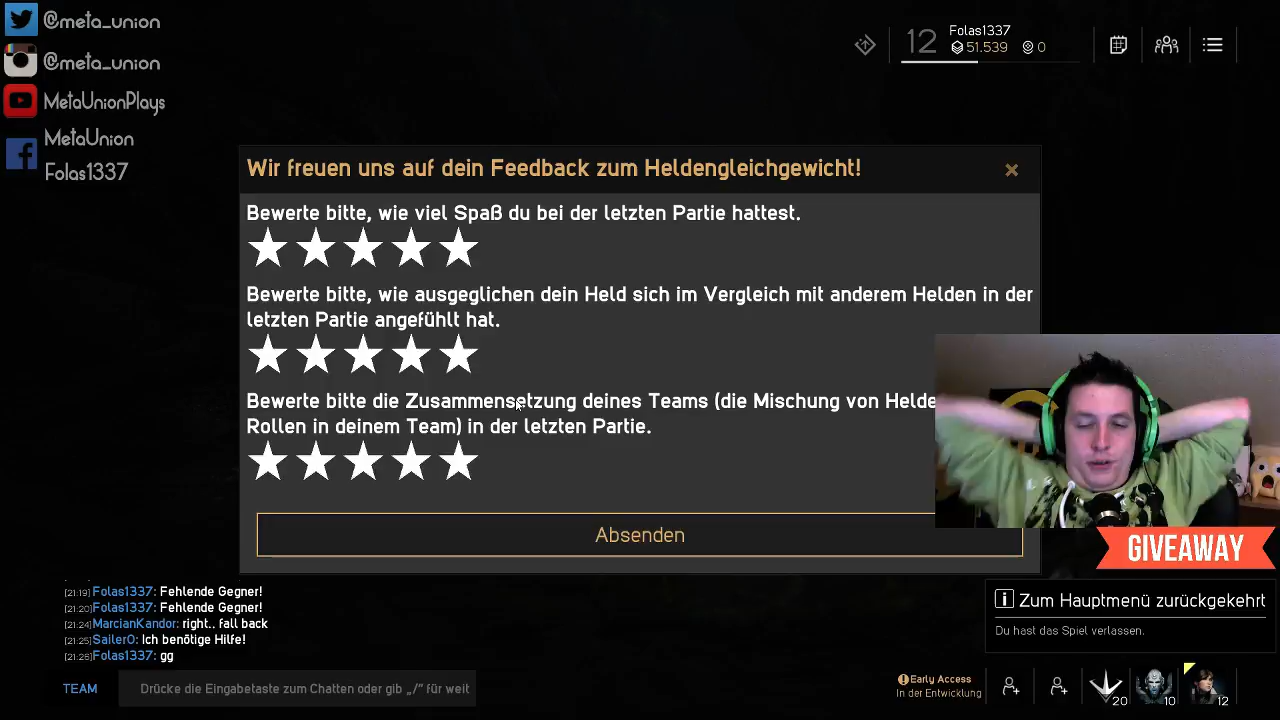 @meta_union
@meta_union
MetaUnionPlays
MetaUnion
Folas1337
12
Folas1337
51.539
0
Wir freuen uns auf dein Feedback zum Heldengleichgewicht!
Bewerte bitte, wie viel Spaß du bei der letzten Partie hattest.
Bewerte bitte, wie ausgeglichen dein Held sich im Vergleich mit anderem Helden in der
letzten Partie angefühlt hat.
Bewerte bitte die Zusammensetzung deines Teams (die Mischung von Helde
Rollen in deinem Team) in der letzten Partie.
Absenden
GIVEAWAY
[21:19] Folas1337: Fehlende Gegner!
[21:20] Folas1337: Fehlende Gegner!
[21:24] MarcianKandor: right.. fall back
[21:25] SailerO: Ich benötige Hilfe!
[21:26] Folas1337: gg
TEAM
Drücke die Eingabetaste zum Chatten oder gib „/" für weit
Zum Hauptmenü zurückgekehrt
Du hast das Spiel verlassen.
Early Access
In der Entwicklung
20
10
12